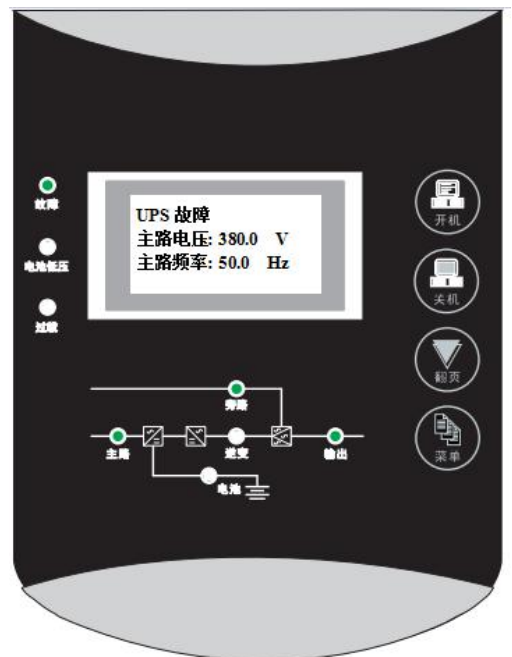 UPS 故障
主路电压: 380.0 V
主路频率: 50.0 Hz
故障
电池低压
过载
开机
关机
翻页
菜单
旁路
主路
逆变
输出
电池